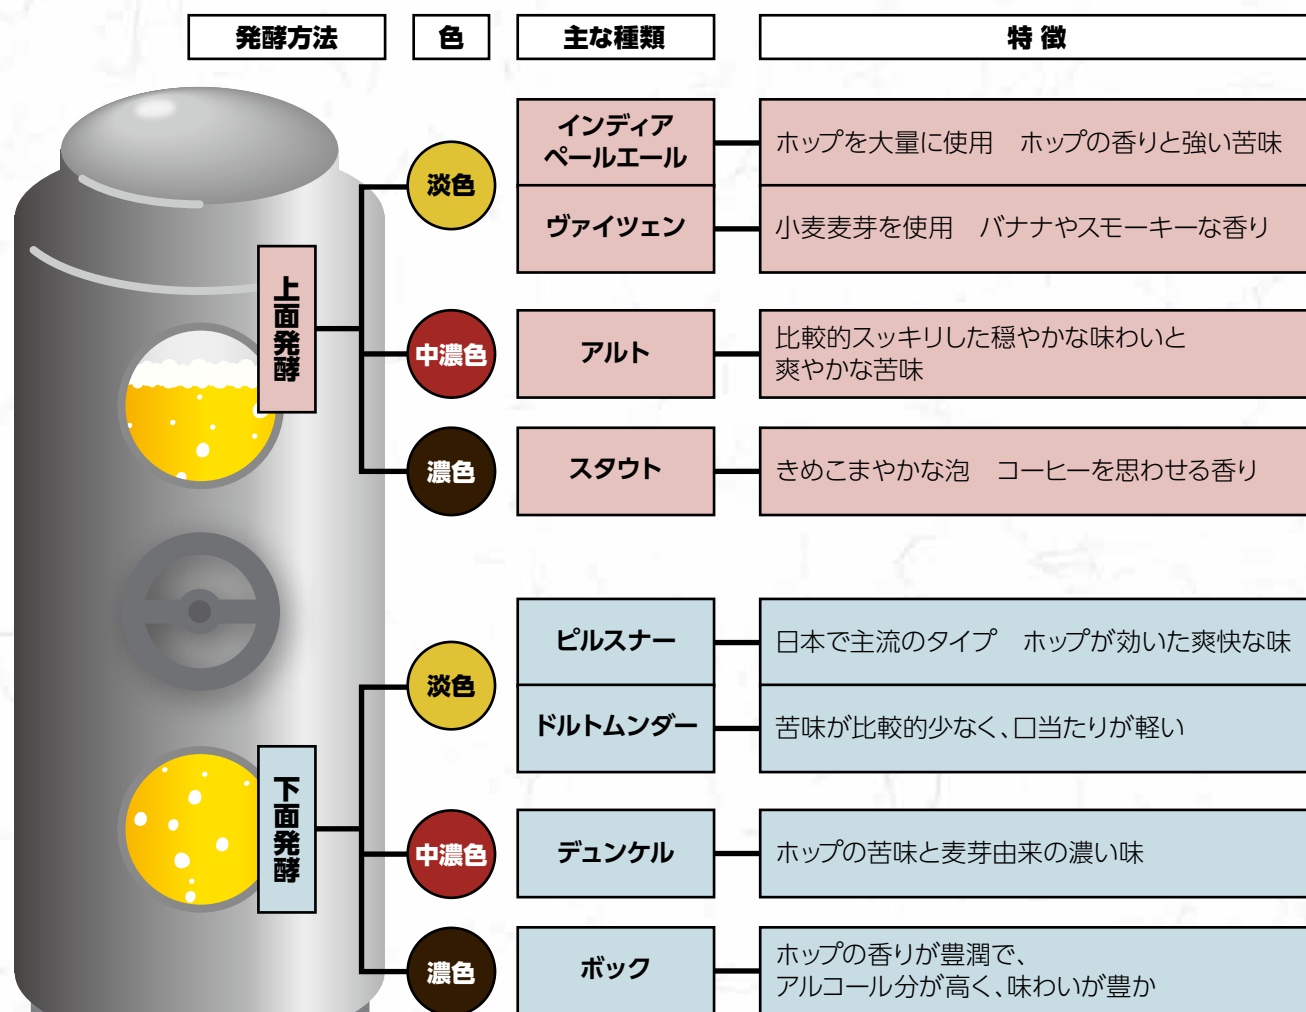 発酵方法 色 主な種類 特 徴
上面発酵
淡色
インディア
ペールエール
ホップを大量に使用　ホップの香りと強い苦味
ヴァイツェン
小麦麦芽を使用　バナナやスモーキーな香り
中濃色
アルト
比較的スッキリした穏やかな味わいと
爽やかな苦味
濃色
スタウト
きめこまやかな泡　コーヒーを思わせる香り
下面発酵
淡色
ピルスナー
日本で主流のタイプ　ホップが効いた爽快な味
ドルトムンダー
苦味が比較的少なく、口当たりが軽い
中濃色
デュンケル
ホップの苦味と麦芽由来の濃い味
濃色
ボック
ホップの香りが豊潤で、
アルコール分が高く、味わいが豊か